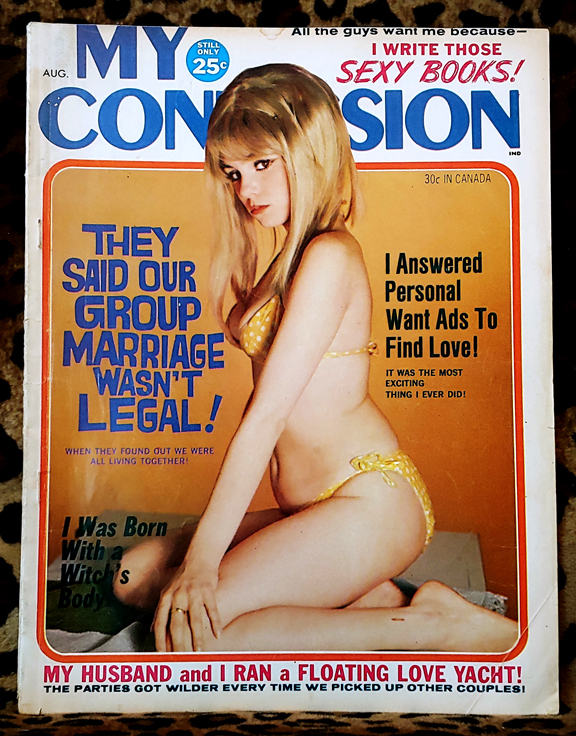 All the guys want me because—
I WRITE THOSE
SEXY BOOKS!
AUG.
MY
STILL
ONLY
25¢
CON SION
IND
30¢ IN CANADA
THEY
SAID OUR
GROUP
MARRIAGE
WASN'T
LEGAL!
WHEN THEY FOUND OUT WE WERE
ALL LIVING TOGETHER!
I Answered
Personal
Want Ads To
Find Love!
IT WAS THE MOST
EXCITING
THING I EVER DID!
I Was Born
With a
Witch's
Body
MY HUSBAND and I RAN a FLOATING LOVE YACHT!
THE PARTIES GOT WILDER EVERY TIME WE PICKED UP OTHER COUPLES!